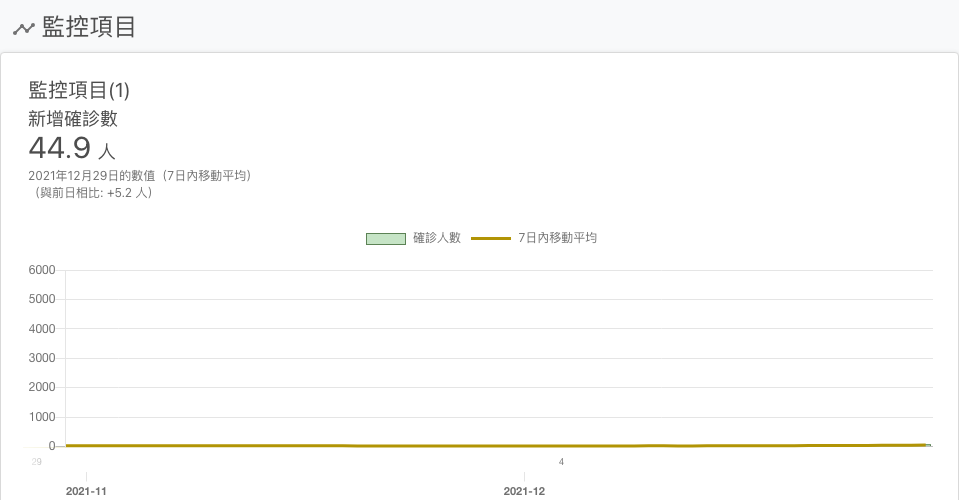 監控項目
監控項目(1)
新增確診數
44.9 人
2021年12月29日的數值（7日內移動平均）
（與前日相比: +5.2 人）
確診人數 7日內移動平均
6000
5000
4000
3000
2000
1000
0
29 4
2021-11 2021-12